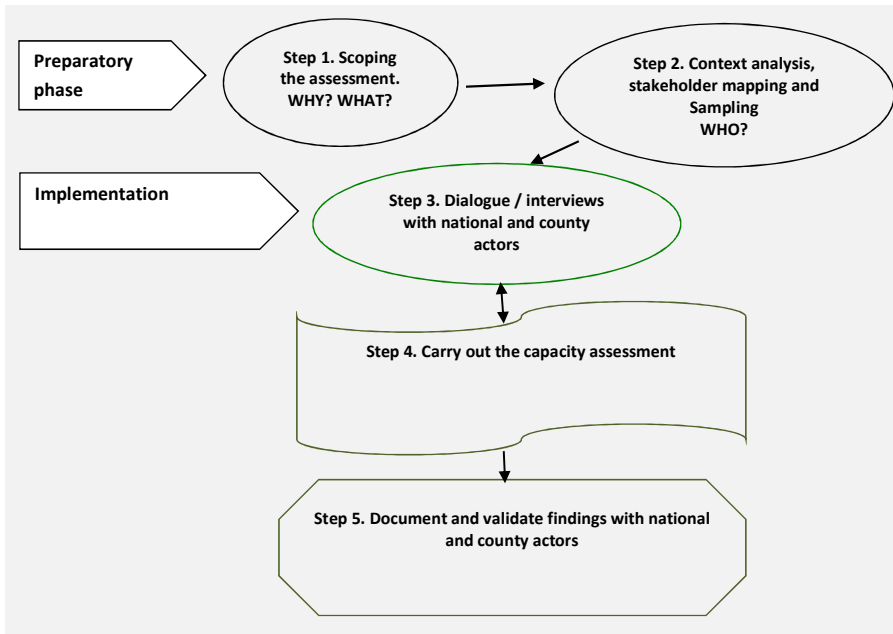 Preparatory
phase
Step 1. Scoping
the assessment.
WHY? WHAT?
Step 2. Context analysis,
stakeholder mapping and
Sampling
WHO?
Implementation
Step 3. Dialogue / interviews
with national and county
actors
Step 4. Carry out the capacity assessment
Step 5. Document and validate findings with national
and county actors